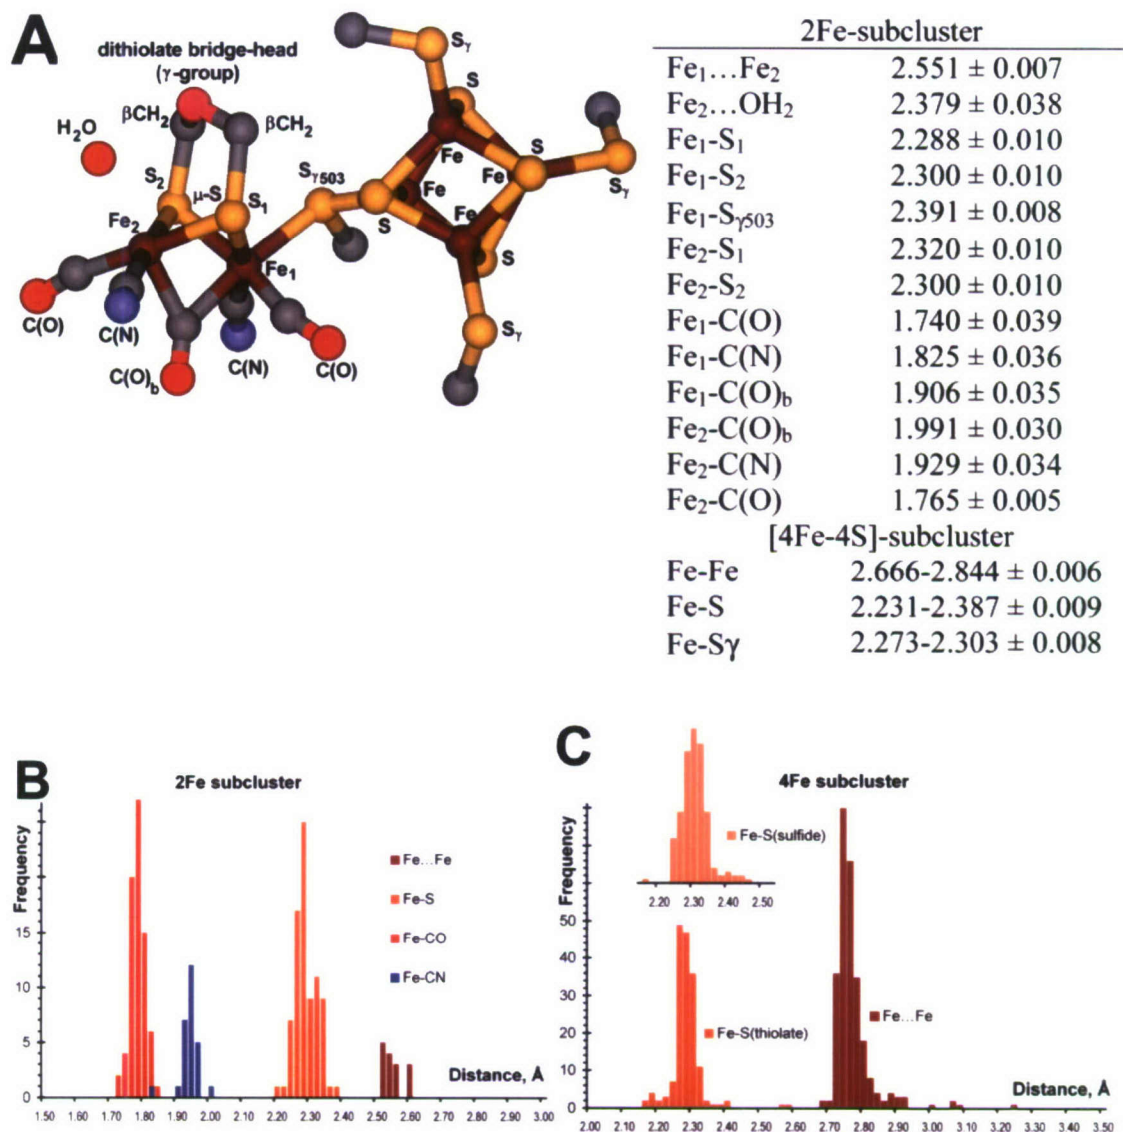 A
dithiolate bridge-head
(γ-group)
βCH₂
βCH₂
H₂O
S₂
μ-S
S₁
Fe₂
Fe₁
Sγ503
Sγ
S
Fe
S
Fe
Fe
Fe
S
S
Sγ
Sγ
C(O)
C(N)
C(O)b
C(N)
C(O)
2Fe-subcluster
Fe₁…Fe₂ 2.551 ± 0.007
Fe₂…OH₂ 2.379 ± 0.038
Fe₁-S₁ 2.288 ± 0.010
Fe₁-S₂ 2.300 ± 0.010
Fe₁-Sγ503 2.391 ± 0.008
Fe₂-S₁ 2.320 ± 0.010
Fe₂-S₂ 2.300 ± 0.010
Fe₁-C(O) 1.740 ± 0.039
Fe₁-C(N) 1.825 ± 0.036
Fe₁-C(O)b 1.906 ± 0.035
Fe₂-C(O)b 1.991 ± 0.030
Fe₂-C(N) 1.929 ± 0.034
Fe₂-C(O) 1.765 ± 0.005
[4Fe-4S]-subcluster
Fe-Fe 2.666-2.844 ± 0.006
Fe-S 2.231-2.387 ± 0.009
Fe-Sγ 2.273-2.303 ± 0.008
B
2Fe subcluster
Frequency
15
10
5
0
Fe…Fe
Fe-S
Fe-CO
Fe-CN
Distance, Å
1.50 1.60 1.70 1.80 1.90 2.00 2.10 2.20 2.30 2.40 2.50 2.60 2.70 2.80 2.90 3.00
C
4Fe subcluster
Frequency
Fe-S(sulfide)
2.20 2.30 2.40 2.50
50
40
30
20
10
0
Fe-S(thiolate)
Fe…Fe
Distance, Å
2.00 2.10 2.20 2.30 2.40 2.50 2.60 2.70 2.80 2.90 3.00 3.10 3.20 3.30 3.40 3.50